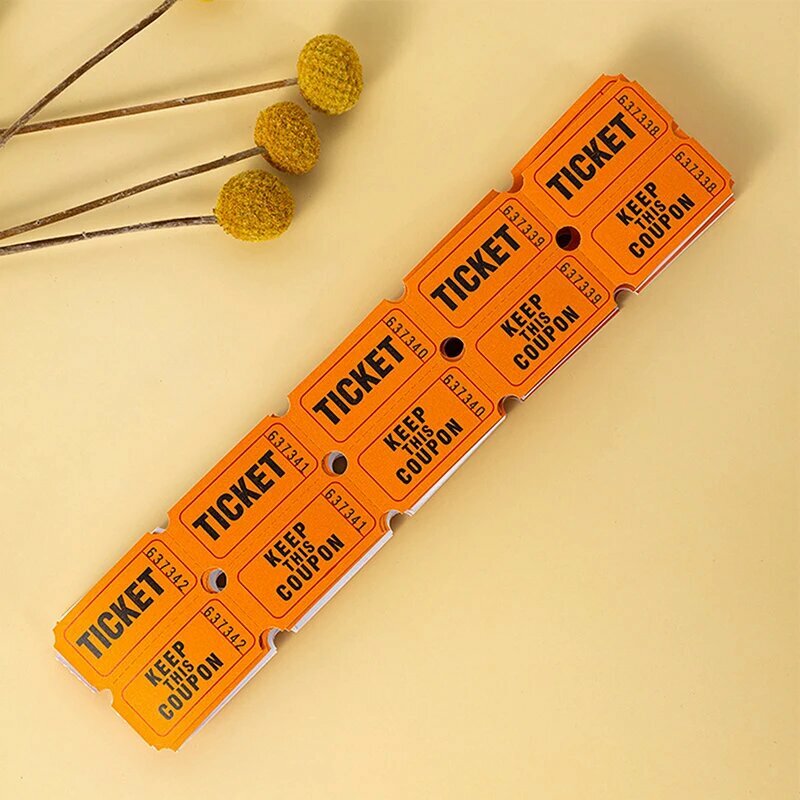 637338
TICKET
637338
KEEP
THIS
COUPON
637339
TICKET
637339
KEEP
THIS
COUPON
637340
TICKET
637340
KEEP
THIS
COUPON
637341
TICKET
637341
KEEP
THIS
COUPON
637342
TICKET
637342
KEEP
THIS
COUPON